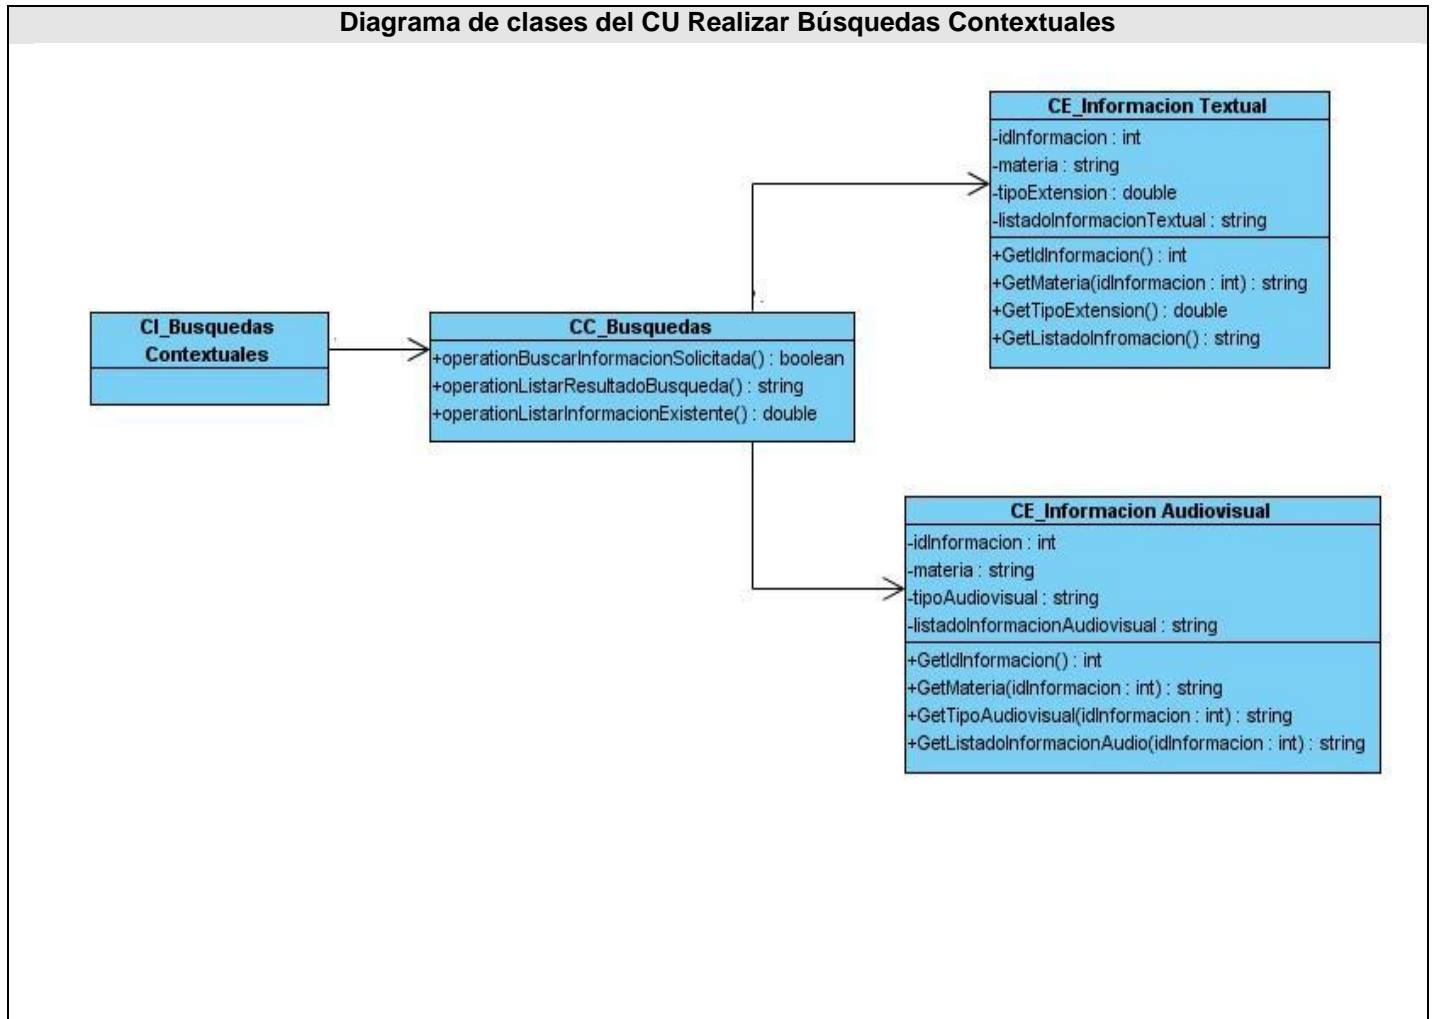 Diagrama de clases del CU Realizar Búsquedas Contextuales
CE_Informacion Textual
-idInformacion : int
-materia : string
-tipoExtension : double
-listadoInformacionTextual : string
+GetIdInformacion() : int
+GetMateria(idInformacion : int) : string
+GetTipoExtension() : double
+GetListadoInfromacion() : string
CI_Busquedas
Contextuales
CC_Busquedas
+operationBuscarInformacionSolicitada() : boolean
+operationListarResultadoBusqueda() : string
+operationListarInformacionExistente() : double
CE_Informacion Audiovisual
-idInformacion : int
-materia : string
-tipoAudiovisual : string
-listadoInformacionAudiovisual : string
+GetIdInformacion() : int
+GetMateria(idInformacion : int) : string
+GetTipoAudiovisual(idInformacion : int) : string
+GetListadoInformacionAudio(idInformacion : int) : string